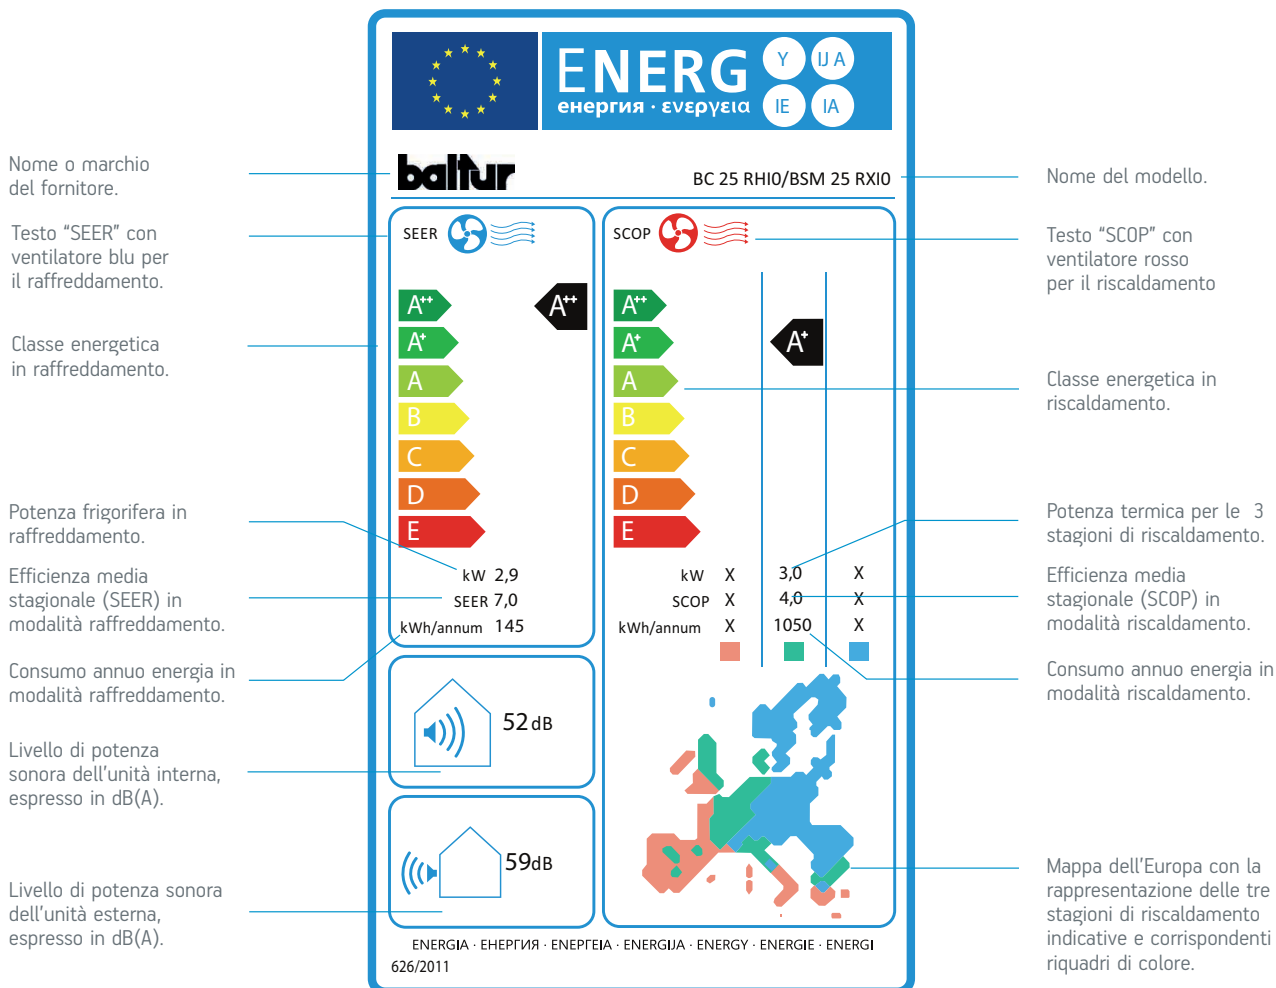 ENERG
енергия · ενεργεια
Y IJA
IE IA
baltur
BC 25 RHI0/BSM 25 RXI0
Nome o marchio
del fornitore.
Testo “SEER” con
ventilatore blu per
il raffreddamento.
Classe energetica
in raffreddamento.
Potenza frigorifera in
raffreddamento.
Efficienza media
stagionale (SEER) in
modalità raffreddamento.
Consumo annuo energia in
modalità raffreddamento.
Livello di potenza
sonora dell'unità interna,
espresso in dB(A).
Livello di potenza sonora
dell'unità esterna,
espresso in dB(A).
SEER
A++ A++
A+
A
B
C
D
E
kW 2,9
SEER 7,0
kWh/annum 145
52 dB
59dB
SCOP
A++
A+ A+
A
B
C
D
E
kW X 3,0 X
SCOP X 4,0 X
kWh/annum X 1050 X
ENERGIA · ЕНЕРГИЯ · ΕΝΕΡΓΕΙΑ · ENERGIJA · ENERGY · ENERGIE · ENERGI
626/2011
Nome del modello.
Testo “SCOP” con
ventilatore rosso
per il riscaldamento
Classe energetica in
riscaldamento.
Potenza termica per le 3
stagioni di riscaldamento.
Efficienza media
stagionale (SCOP) in
modalità riscaldamento.
Consumo annuo energia in
modalità riscaldamento.
Mappa dell'Europa con la
rappresentazione delle tre
stagioni di riscaldamento
indicative e corrispondenti
riquadri di colore.